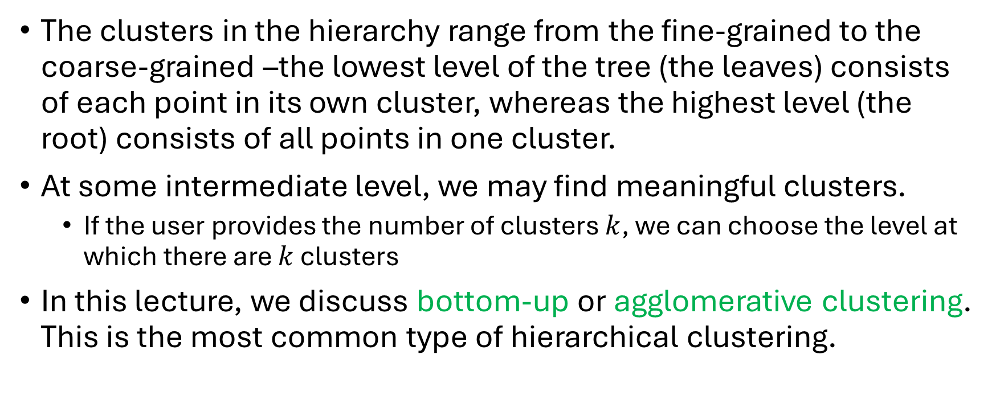 • The clusters in the hierarchy range from the fine-grained to the
coarse-grained –the lowest level of the tree (the leaves) consists
of each point in its own cluster, whereas the highest level (the
root) consists of all points in one cluster.
• At some intermediate level, we may find meaningful clusters.
• If the user provides the number of clusters 𝑘, we can choose the level at
which there are 𝑘 clusters
• In this lecture, we discuss bottom-up or agglomerative clustering.
This is the most common type of hierarchical clustering.